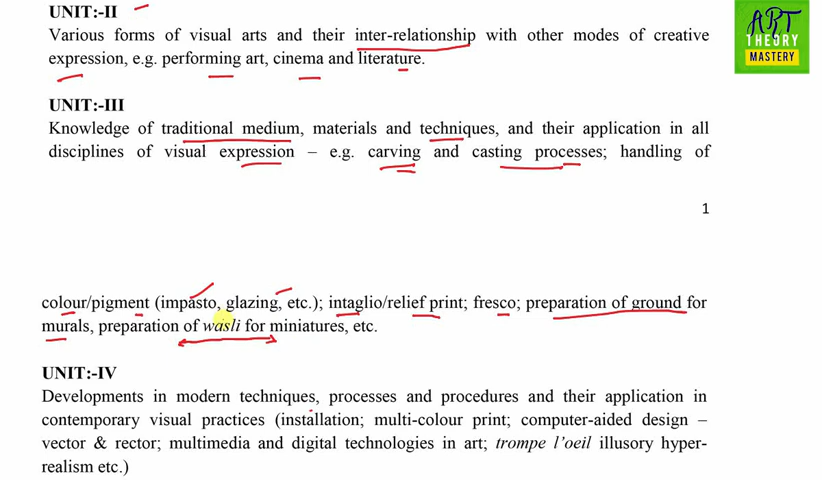 UNIT:-II
ART
THEORY
MASTERY
Various forms of visual arts and their inter-relationship with other modes of creative
expression, e.g. performing art, cinema and literature.
UNIT:-III
Knowledge of traditional medium, materials and techniques, and their application in all
disciplines of visual expression – e.g. carving and casting processes; handling of
1
colour/pigment (impasto, glazing, etc.); intaglio/relief print; fresco; preparation of ground for
murals, preparation of wasli for miniatures, etc.
UNIT:-IV
Developments in modern techniques, processes and procedures and their application in
contemporary visual practices (installation; multi-colour print; computer-aided design –
vector & rector; multimedia and digital technologies in art; trompe l’oeil illusory hyper-
realism etc.)